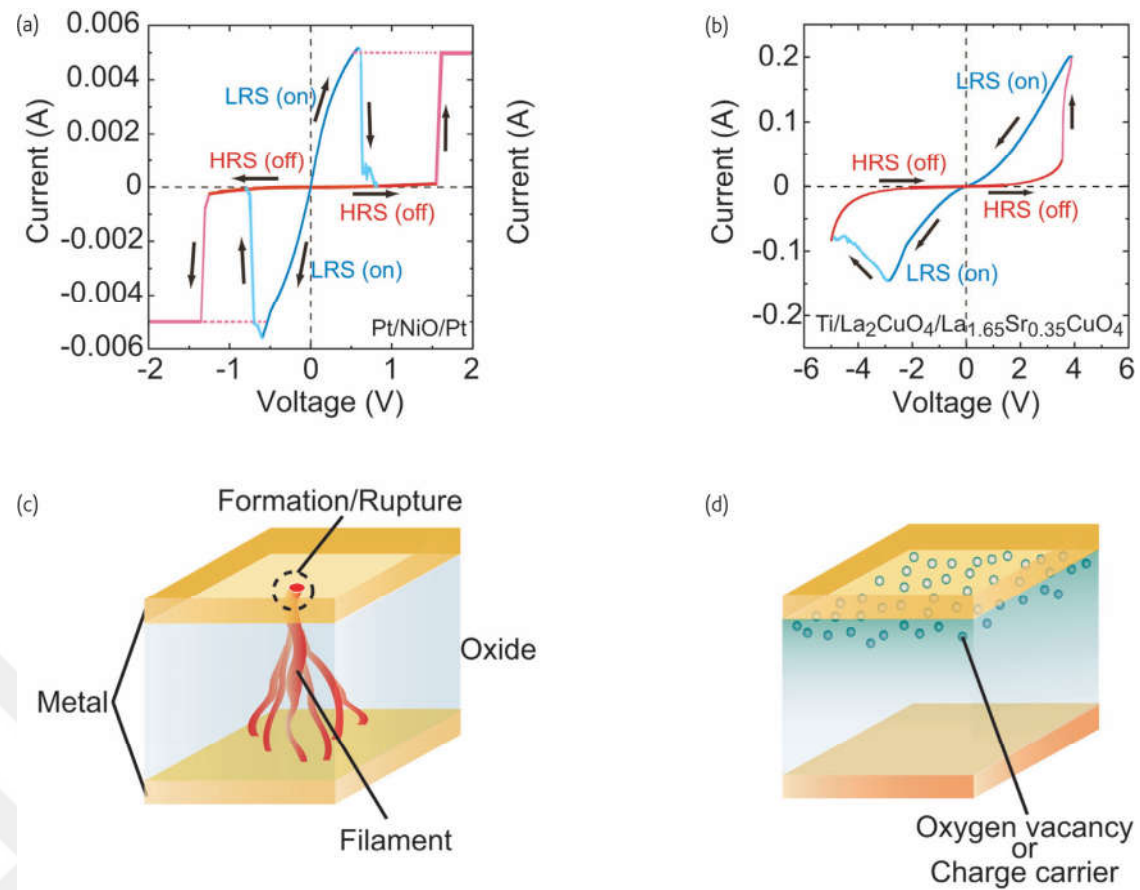 (a)
0.006
0.004
0.002
0
-0.002
-0.004
-0.006
Current (A)
LRS (on)
HRS (off)
HRS (off)
LRS (on)
Pt/NiO/Pt
-2
-1
0
1
2
Voltage (V)
Current (A)
(b)
0.2
0.1
0
-0.1
0.2
Current (A)
LRS (on)
HRS (off)
HRS (off)
LRS (on)
Ti/La2CuO4/La1.65Sr0.35CuO4
-6
-4
-2
0
2
4
6
Voltage (V)
(c)
Formation/Rupture
Oxide
Metal
Filament
(d)
Oxygen vacancy
or
Charge carrier